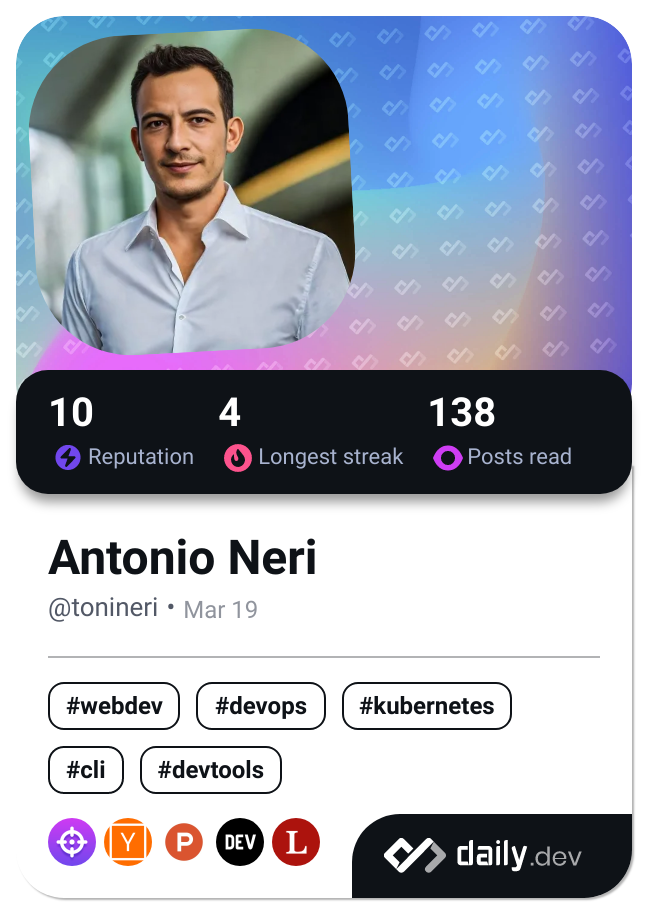 10 4 138
Reputation Longest streak Posts read
Antonio Neri
@tonineri • Mar 19
#webdev #devops #kubernetes
#cli #devtools
Y P DEV L daily.dev